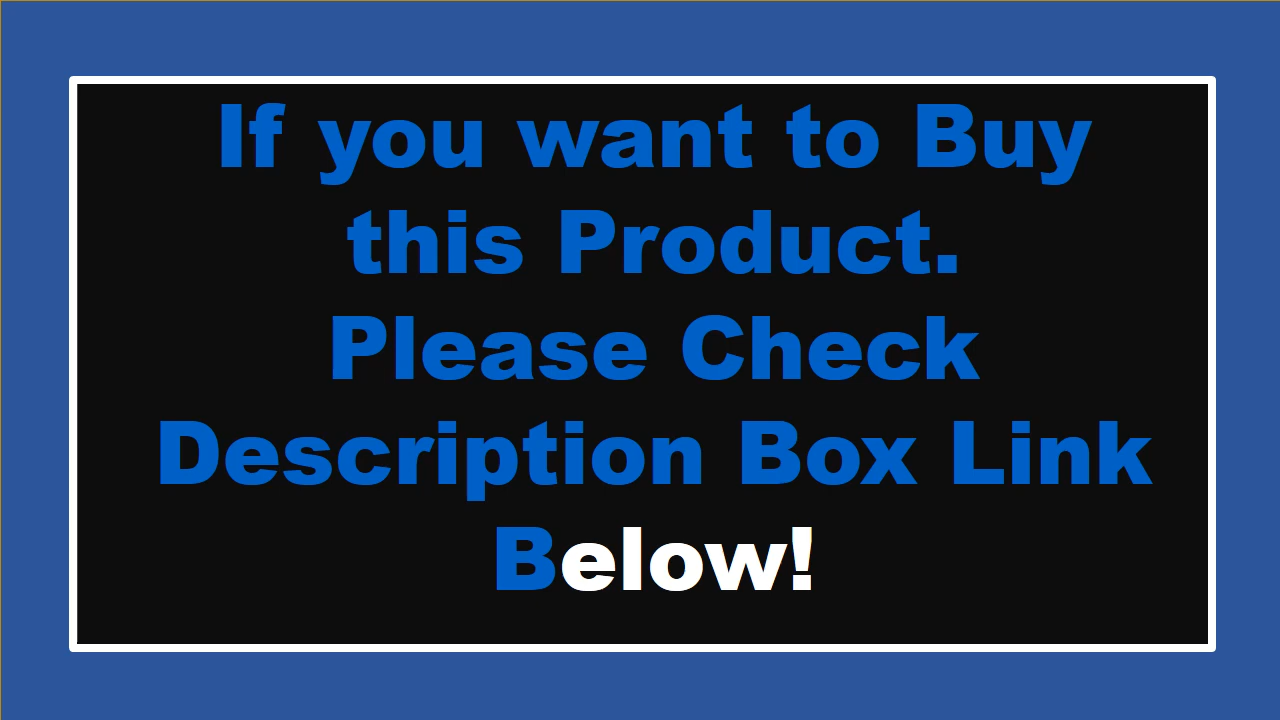 If you want to Buy
this Product.
Please Check
Description Box Link
Below!